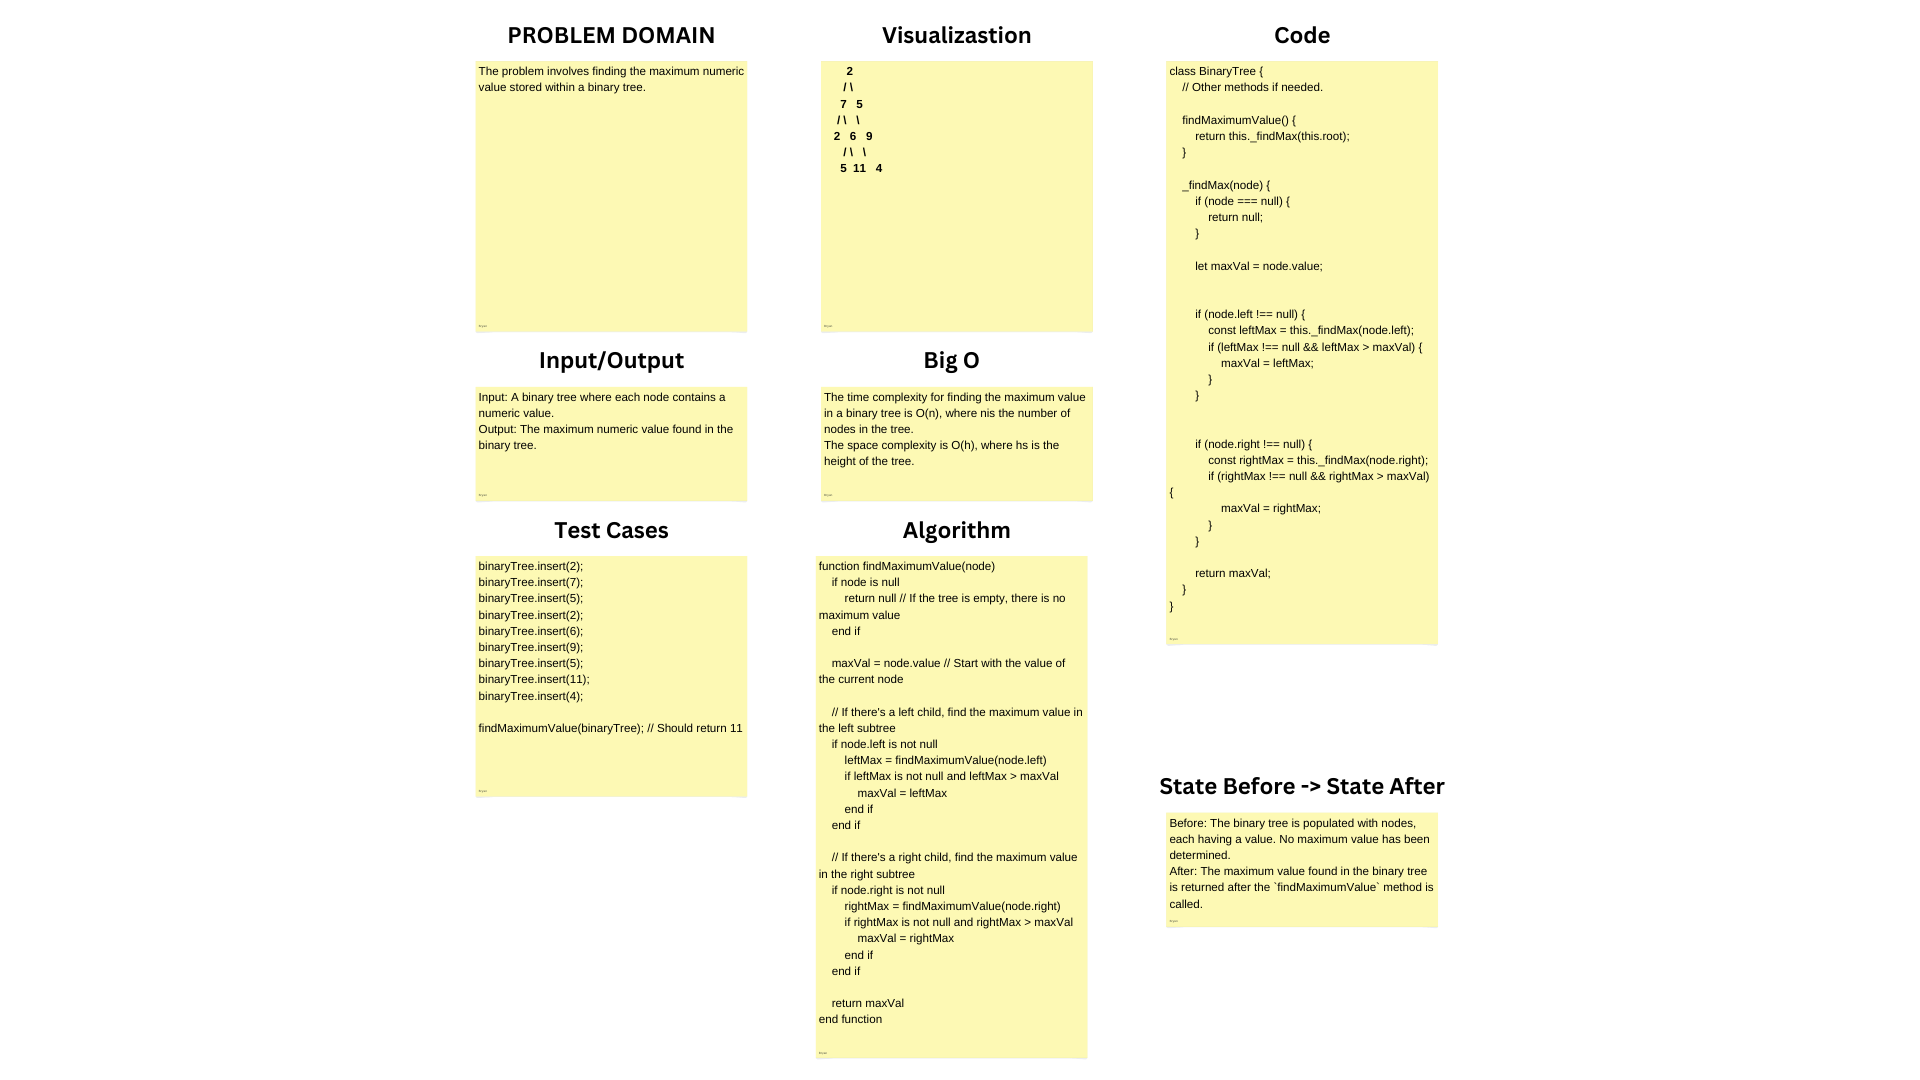 PROBLEM DOMAIN
The problem involves finding the maximum numeric
value stored within a binary tree.
Input/Output
Input: A binary tree where each node contains a
numeric value.
Output: The maximum numeric value found in the
binary tree.
Test Cases
binaryTree.insert(2);
binaryTree.insert(7);
binaryTree.insert(5);
binaryTree.insert(2);
binaryTree.insert(6);
binaryTree.insert(9);
binaryTree.insert(5);
binaryTree.insert(11);
binaryTree.insert(4);
findMaximumValue(binaryTree); // Should return 11
Visualizastion
2
/ \
7 5
/ \ \
2 6 9
/ \ \
5 11 4
Big O
The time complexity for finding the maximum value
in a binary tree is O(n), where nis the number of
nodes in the tree.
The space complexity is O(h), where hs is the
height of the tree.
Algorithm
function findMaximumValue(node)
if node is null
return null // If the tree is empty, there is no
maximum value
end if
maxVal = node.value // Start with the value of
the current node
// If there's a left child, find the maximum value in
the left subtree
if node.left is not null
leftMax = findMaximumValue(node.left)
if leftMax is not null and leftMax > maxVal
maxVal = leftMax
end if
end if
// If there's a right child, find the maximum value
in the right subtree
if node.right is not null
rightMax = findMaximumValue(node.right)
if rightMax is not null and rightMax > maxVal
maxVal = rightMax
end if
end if
return maxVal
end function
Code
class BinaryTree {
// Other methods if needed.
findMaximumValue() {
return this._findMax(this.root);
}
_findMax(node) {
if (node === null) {
return null;
}
let maxVal = node.value;
if (node.left !== null) {
const leftMax = this._findMax(node.left);
if (leftMax !== null && leftMax > maxVal) {
maxVal = leftMax;
}
}
if (node.right !== null) {
const rightMax = this._findMax(node.right);
if (rightMax !== null && rightMax > maxVal)
{
maxVal = rightMax;
}
}
return maxVal;
}
}
State Before -> State After
Before: The binary tree is populated with nodes,
each having a value. No maximum value has been
determined.
After: The maximum value found in the binary tree
is returned after the `findMaximumValue` method is
called.